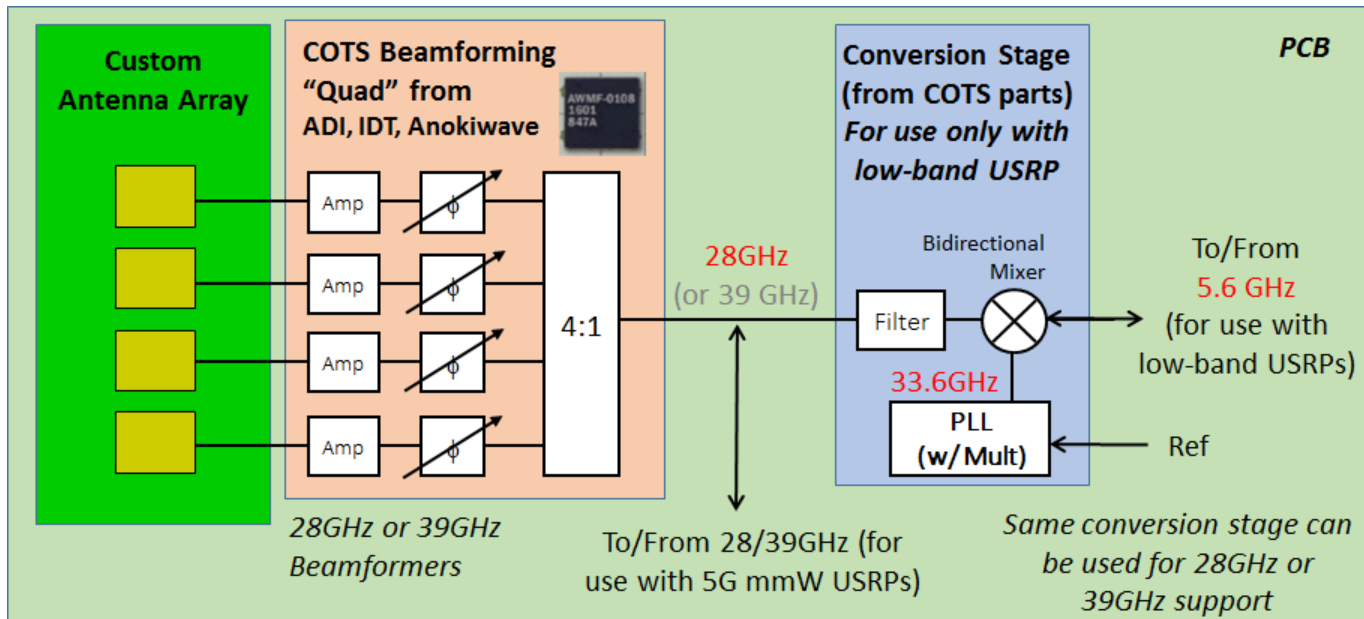 Custom
Antenna Array
COTS Beamforming
“Quad” from
ADI, IDT, Anokiwave
AWMF-0108
1601
847A
Conversion Stage
(from COTS parts)
For use only with
low-band USRP
PCB
Amp
ϕ
Amp
ϕ
Amp
ϕ
Amp
ϕ
4:1
28GHz
(or 39 GHz)
Bidirectional
Mixer
Filter
33.6GHz
PLL
(w/Mult)
To/From
5.6 GHz
(for use with
low-band USRPs)
Ref
28GHz or 39GHz
Beamformers
To/From 28/39GHz (for
use with 5G mmW USRPs)
Same conversion stage can
be used for 28GHz or
39GHz support